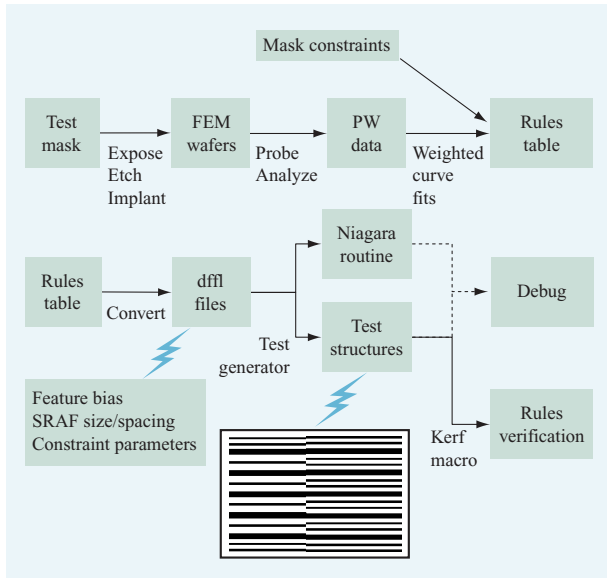 Mask constraints
Test
mask
Expose
Etch
Implant
FEM
wafers
Probe
Analyze
PW
data
Weighted
curve
fits
Rules
table
Rules
table
Convert
dffl
files
Test
generator
Niagara
routine
Test
structures
Debug
Kerf
macro
Rules
verification
Feature bias
SRAF size/spacing
Constraint parameters